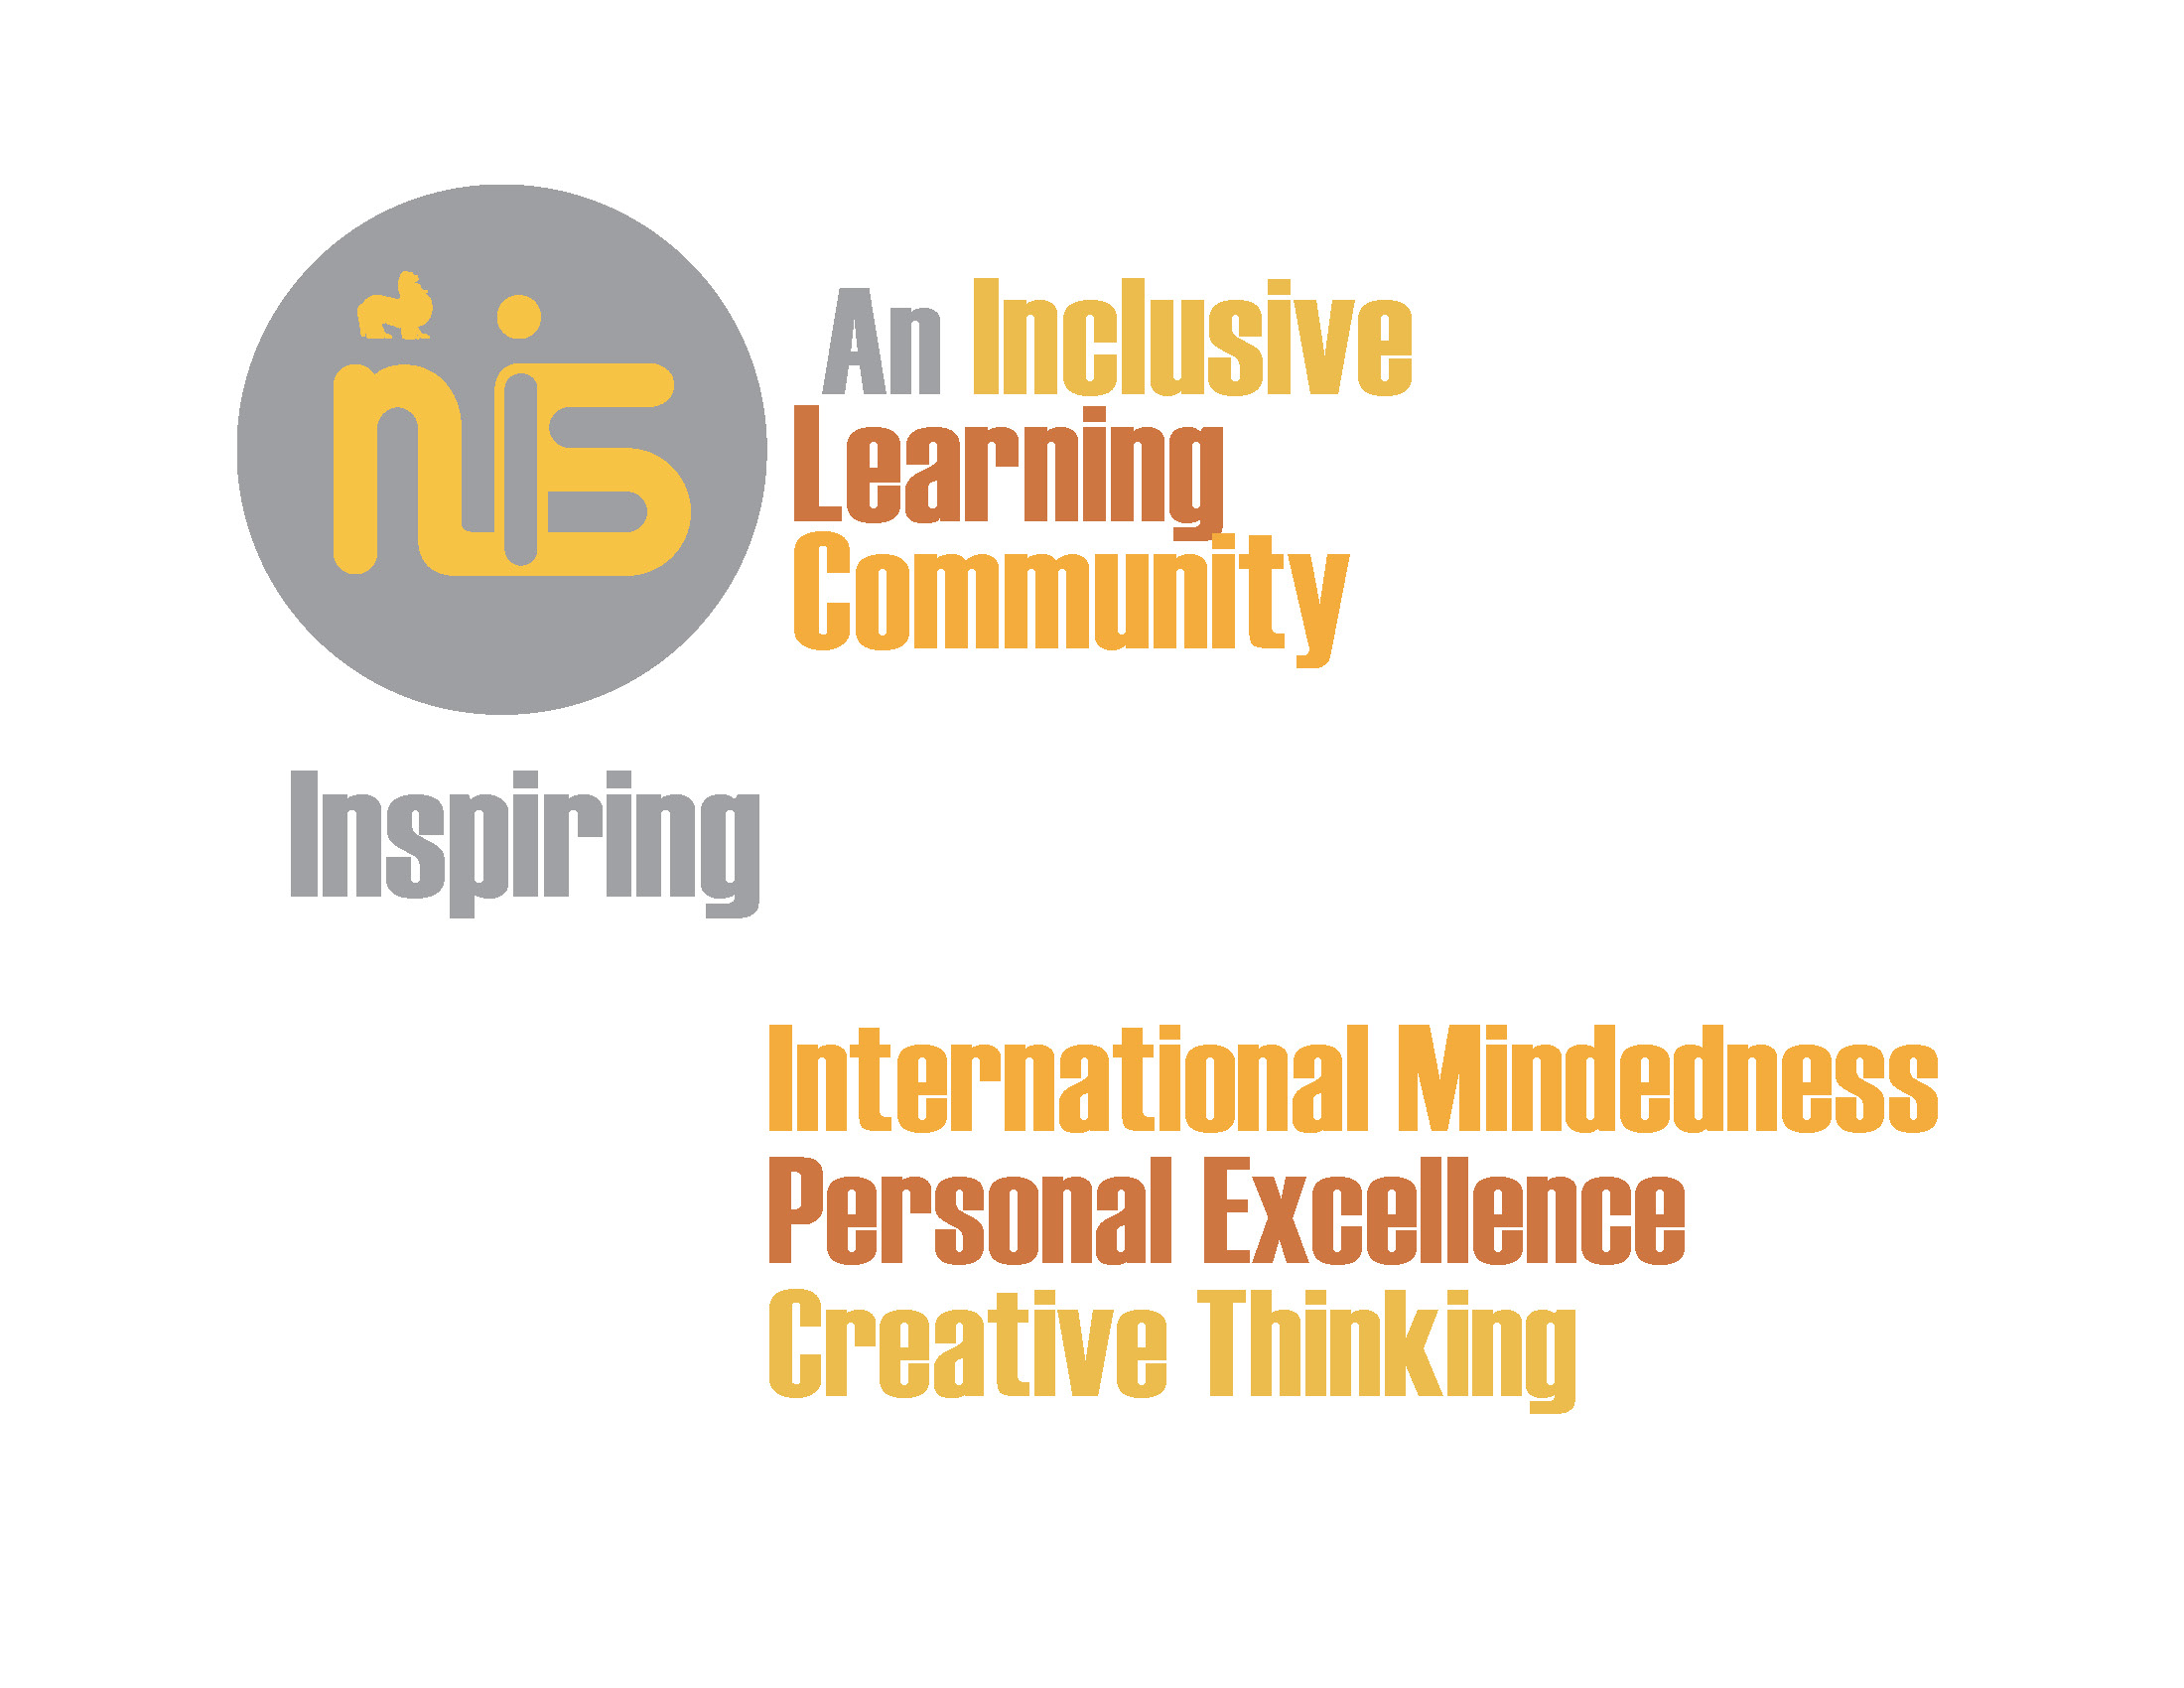 nis
An Inclusive
Learning
Community
Inspiring
International Mindedness
Personal Excellence
Creative Thinking